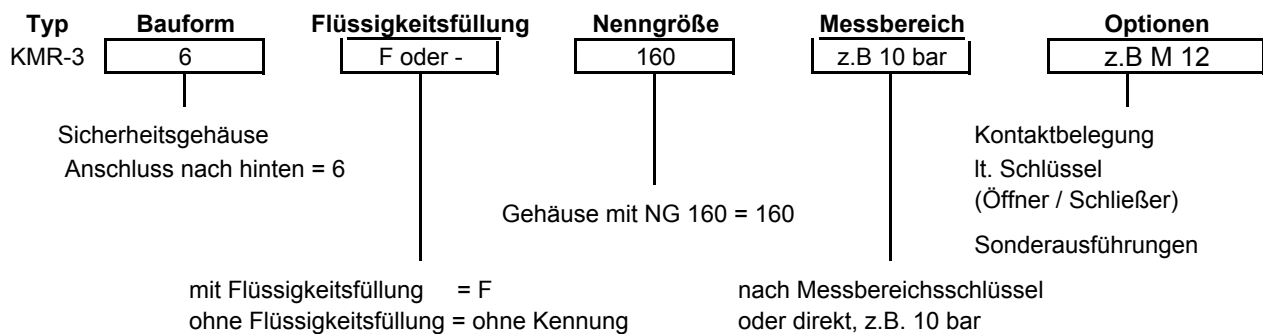 Typ Bauform Flüssigkeitsfüllung Nenngröße Messbereich Optionen
KMR-3 6 F oder - 160 z.B 10 bar z.B M 12
Sicherheitsgehäuse
Anschluss nach hinten = 6
Kontaktbelegung
lt. Schlüssel
(Öffner / Schließer)
Gehäuse mit NG 160 = 160
Sonderausführungen
mit Flüssigkeitsfüllung = F
ohne Flüssigkeitsfüllung = ohne Kennung
nach Messbereichsschlüssel
oder direkt, z.B. 10 bar